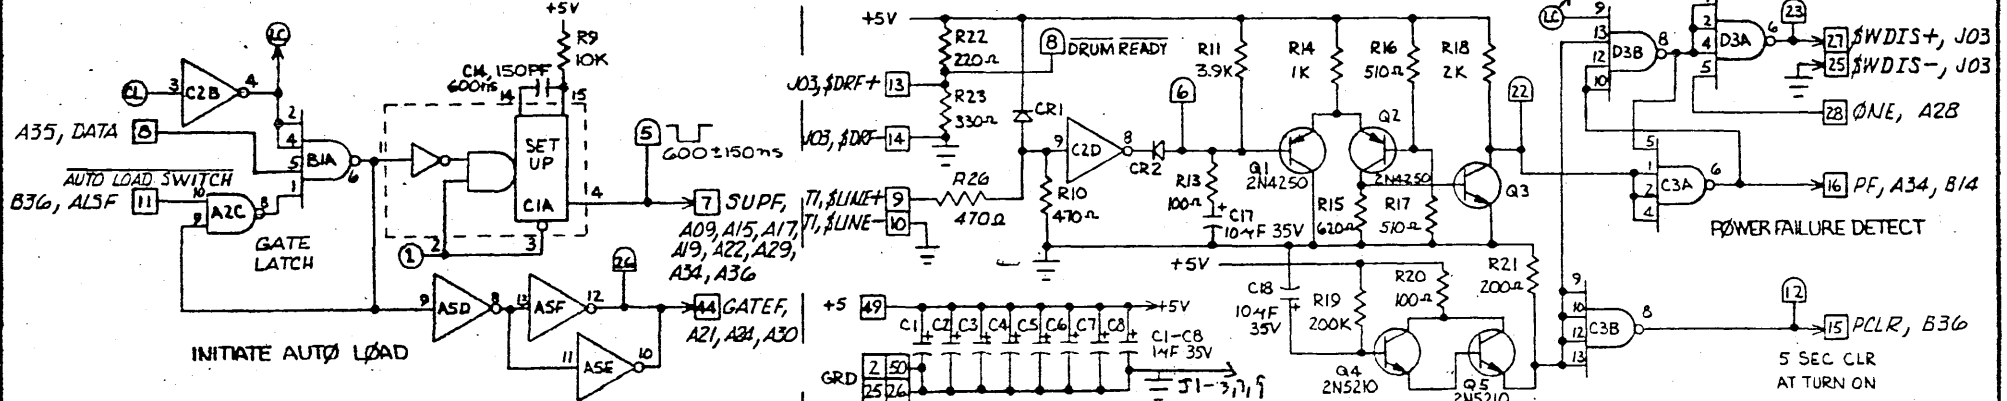 +5V
R9
10K
C14, 150PF
600ns
14
15
LC
CL
3
C2B
4
A35, DATA
8
AUTO LOAD SWITCH
B36, ALSF
11
10
9
A2C
8
GATE
LATCH
2
4
5
1
B1A
6
SET
UP
C1A
4
2
3
1
5
600±150ns
7
SUPF,
A09, A15, A17,
A19, A22, A29,
A34, A36
9
A5D
8
13
A5F
12
26
11
A5E
10
44
GATEF,
A21, A24, A30
INITIATE AUTØ LØAD
+5V
R22
220Ω
8
DRUM READY
J03, $DRF+
13
R23
330Ω
J03, $DRF-
14
CR1
T1, $LINE+
9
R26
470Ω
T1, $LINE-
10
R10
470Ω
9
C2D
8
CR2
6
R11
3.9K
R13
100Ω
C17
10µF 35V
Q1
2N4250
R14
1K
R16
510Ω
R18
2K
Q2
2N4250
R15
620Ω
R17
510Ω
Q3
22
+5
49
C1 C2 C3 C4 C5 C6 C7 C8
+5V
C1-C8
1µF 35V
GRD
2 50
25 26
J1-3,7,9
+5V
C18
10µF
35V
R19
200K
R20
100Ω
R21
200Ω
Q4
2N5210
Q5
2N5210
LC
9
13
12
10
D3B
8
2
4
5
D3A
6
23
27
$WDIS+, J03
25
$WDIS-, J03
28
ØNE, A28
5
1
2
4
C3A
6
16
PF, A34, B14
PØWER FAILURE DETECT
9
10
12
13
C3B
8
12
15
PCLR, B36
5 SEC CLR
AT TURN ON